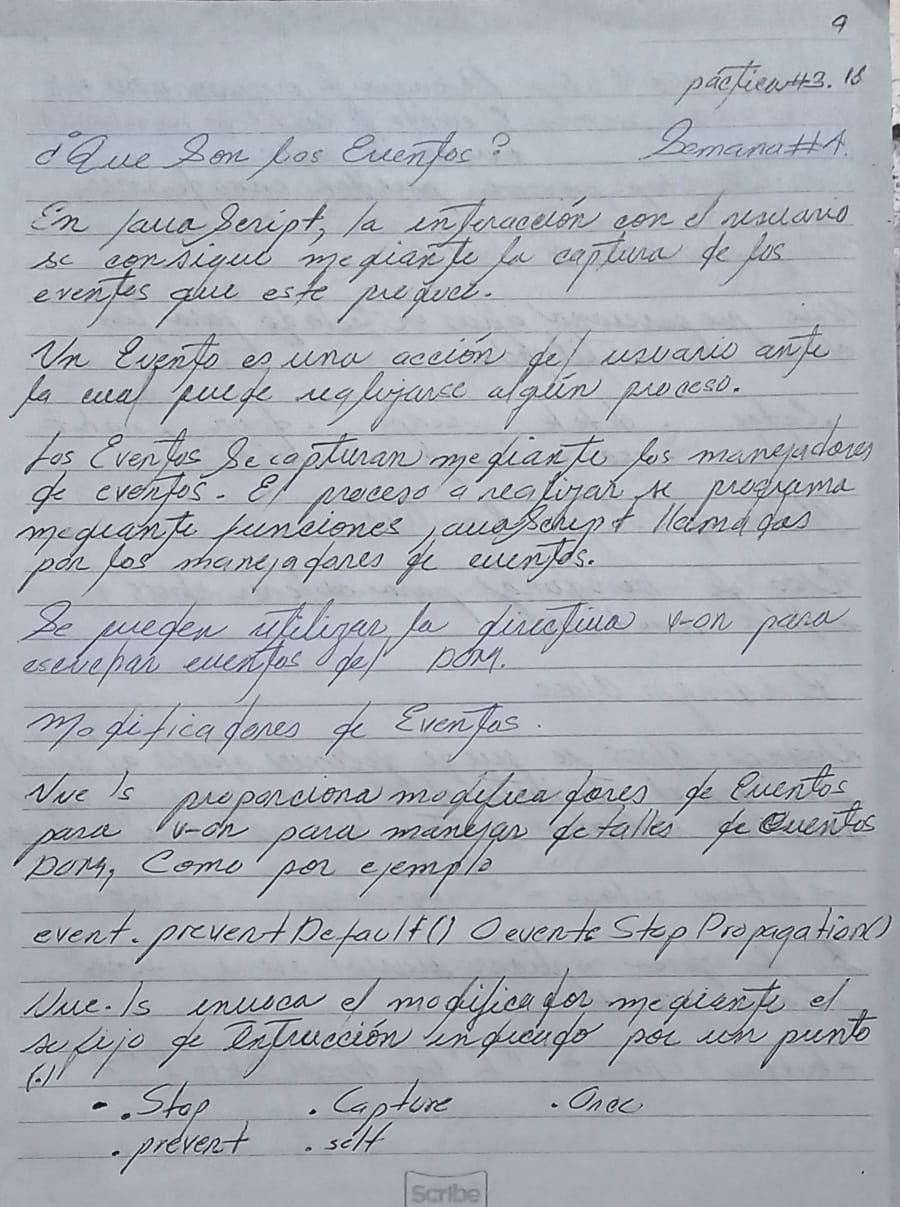 9
práctica#3. 18
¿Que Son los Eventos? Semana#4.
En JavaScript, la interacción con el usuario
se consigue mediante la captura de los
eventos que este produce.
Un Evento es una acción del usuario ante
la cual puede realizarse algún proceso.
Los Eventos Se capturan mediante los manejadores
de eventos. El proceso a realizar se programa
mediante funciones JavaScript llamadas
por los manejadores de eventos.
Se pueden utilizar la directiva v-on para
escuchar eventos del DOM.
Modificadores de Eventos.
Vue Js proporciona modificadores de Eventos
para v-on para manejar detalles de Eventos
DOM, Como por ejemplo
event.preventDefault() O event.StopPropagation()
Vue.Js invoca el modificador mediante el
sufijo de Intrucción indicado por un punto
(.)
- .Stop .Capture .Once
.prevent .self
Scribe